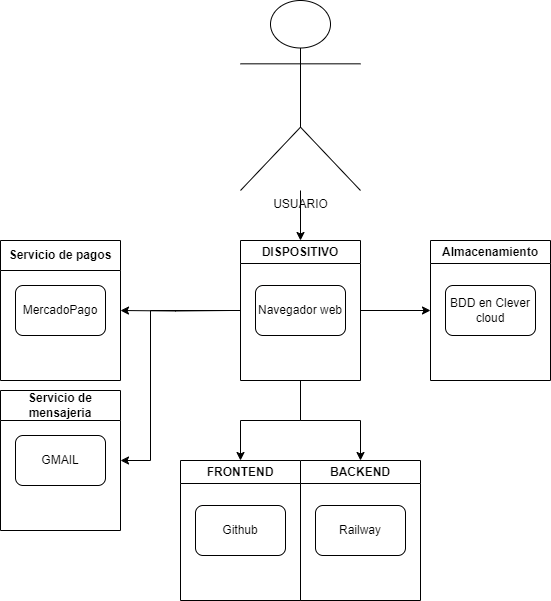 USUARIO
Servicio de pagos
MercadoPago
DISPOSITIVO
Navegador web
Almacenamiento
BDD en Clever
cloud
Servicio de
mensajeria
GMAIL
FRONTEND
Github
BACKEND
Railway